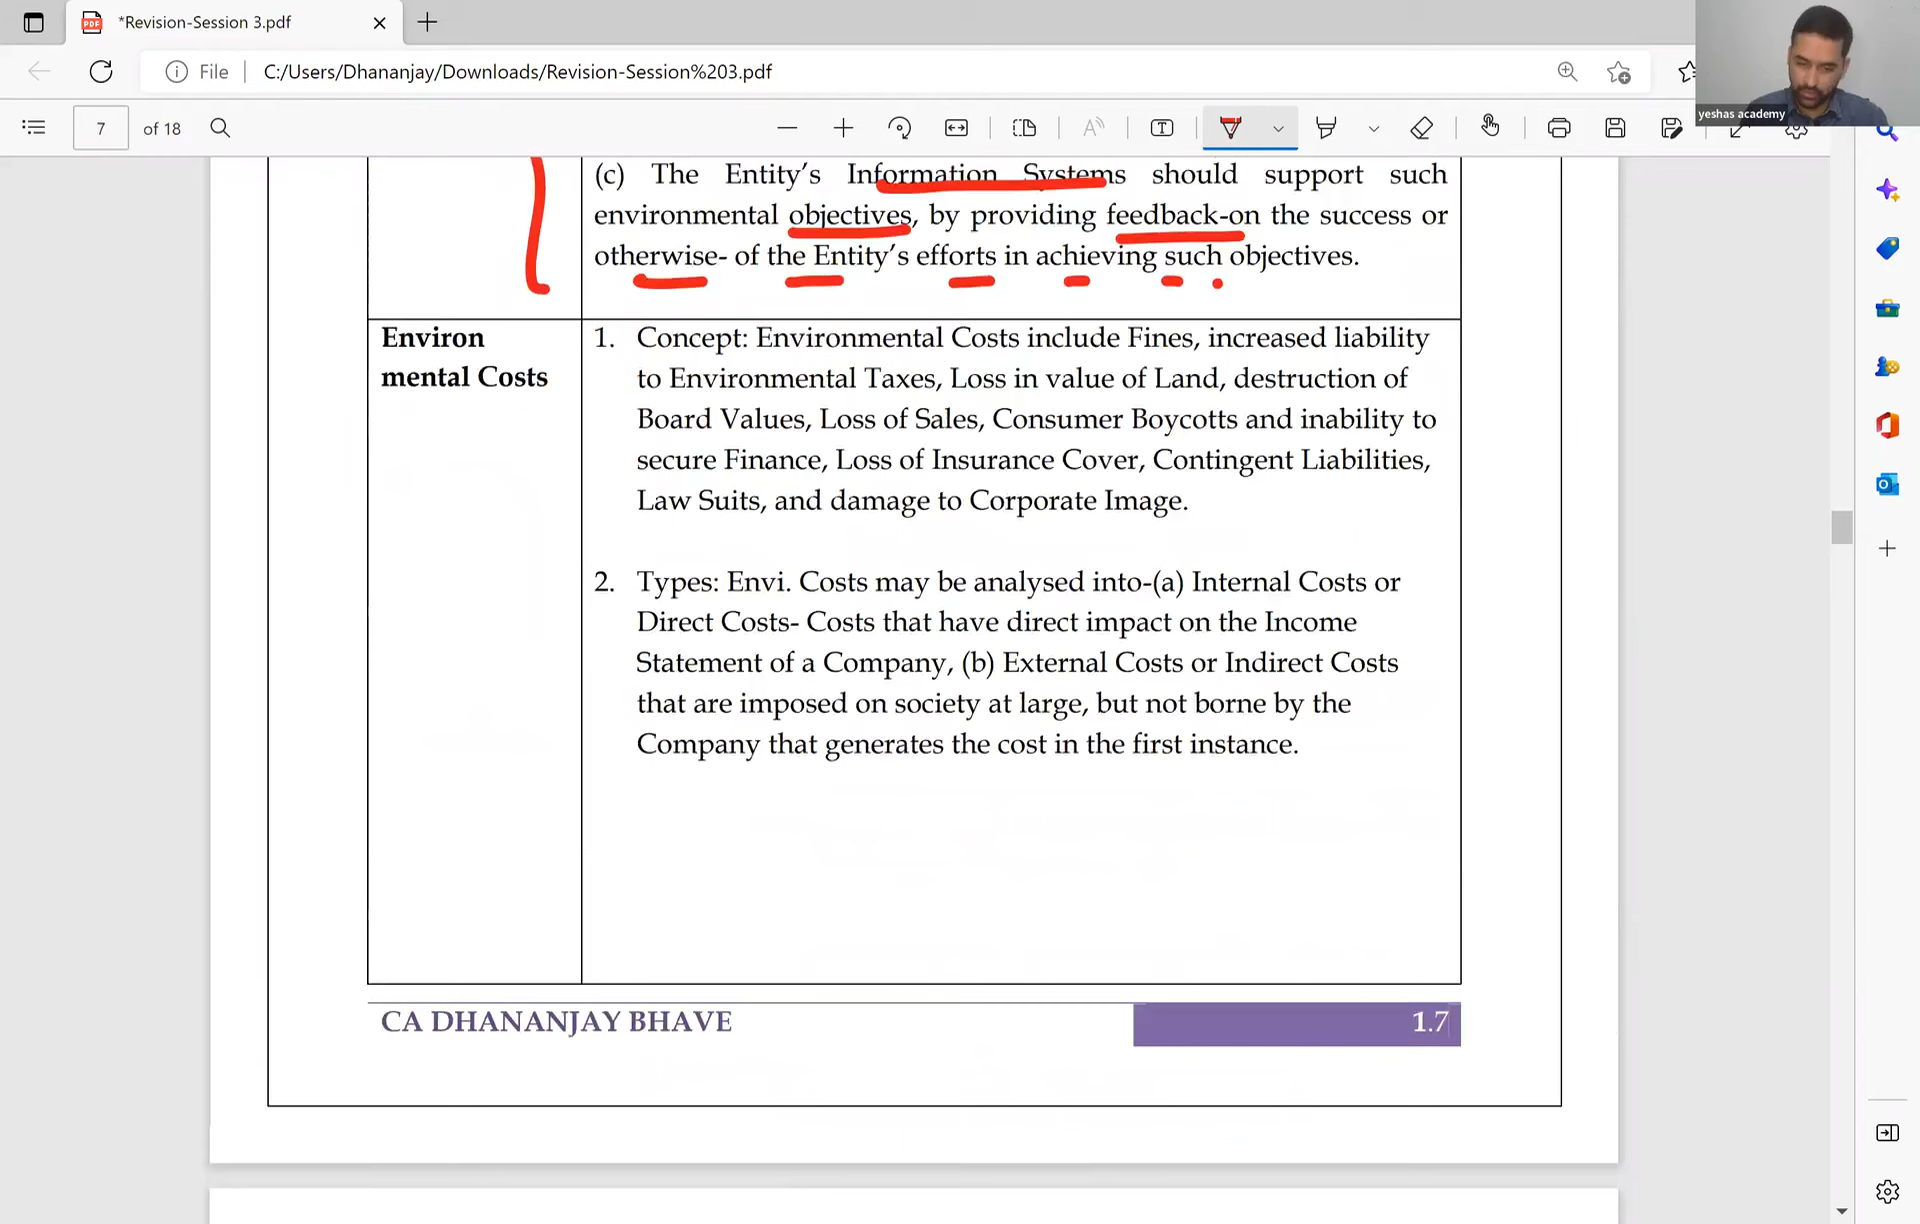 *Revision-Session 3.pdf
File
C:/Users/Dhananjay/Downloads/Revision-Session%203.pdf
yeshas academy
7 of 18
(c) The Entity's Information Systems should support such
environmental objectives, by providing feedback-on the success or
otherwise- of the Entity's efforts in achieving such objectives.
Environ
mental Costs
1. Concept: Environmental Costs include Fines, increased liability
to Environmental Taxes, Loss in value of Land, destruction of
Board Values, Loss of Sales, Consumer Boycotts and inability to
secure Finance, Loss of Insurance Cover, Contingent Liabilities,
Law Suits, and damage to Corporate Image.
2. Types: Envi. Costs may be analysed into-(a) Internal Costs or
Direct Costs- Costs that have direct impact on the Income
Statement of a Company, (b) External Costs or Indirect Costs
that are imposed on society at large, but not borne by the
Company that generates the cost in the first instance.
CA DHANANJAY BHAVE
1.7